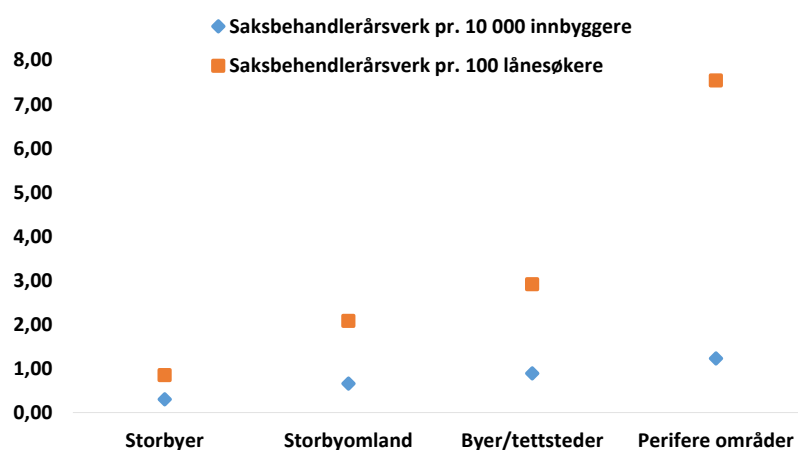 Saksbehandlerårsverk pr. 10 000 innbyggere
Saksbehendlerårsverk pr. 100 lånesøkere
8,00
7,00
6,00
5,00
4,00
3,00
2,00
1,00
0,00
Storbyer
Storbyomland
Byer/tettsteder
Perifere områder